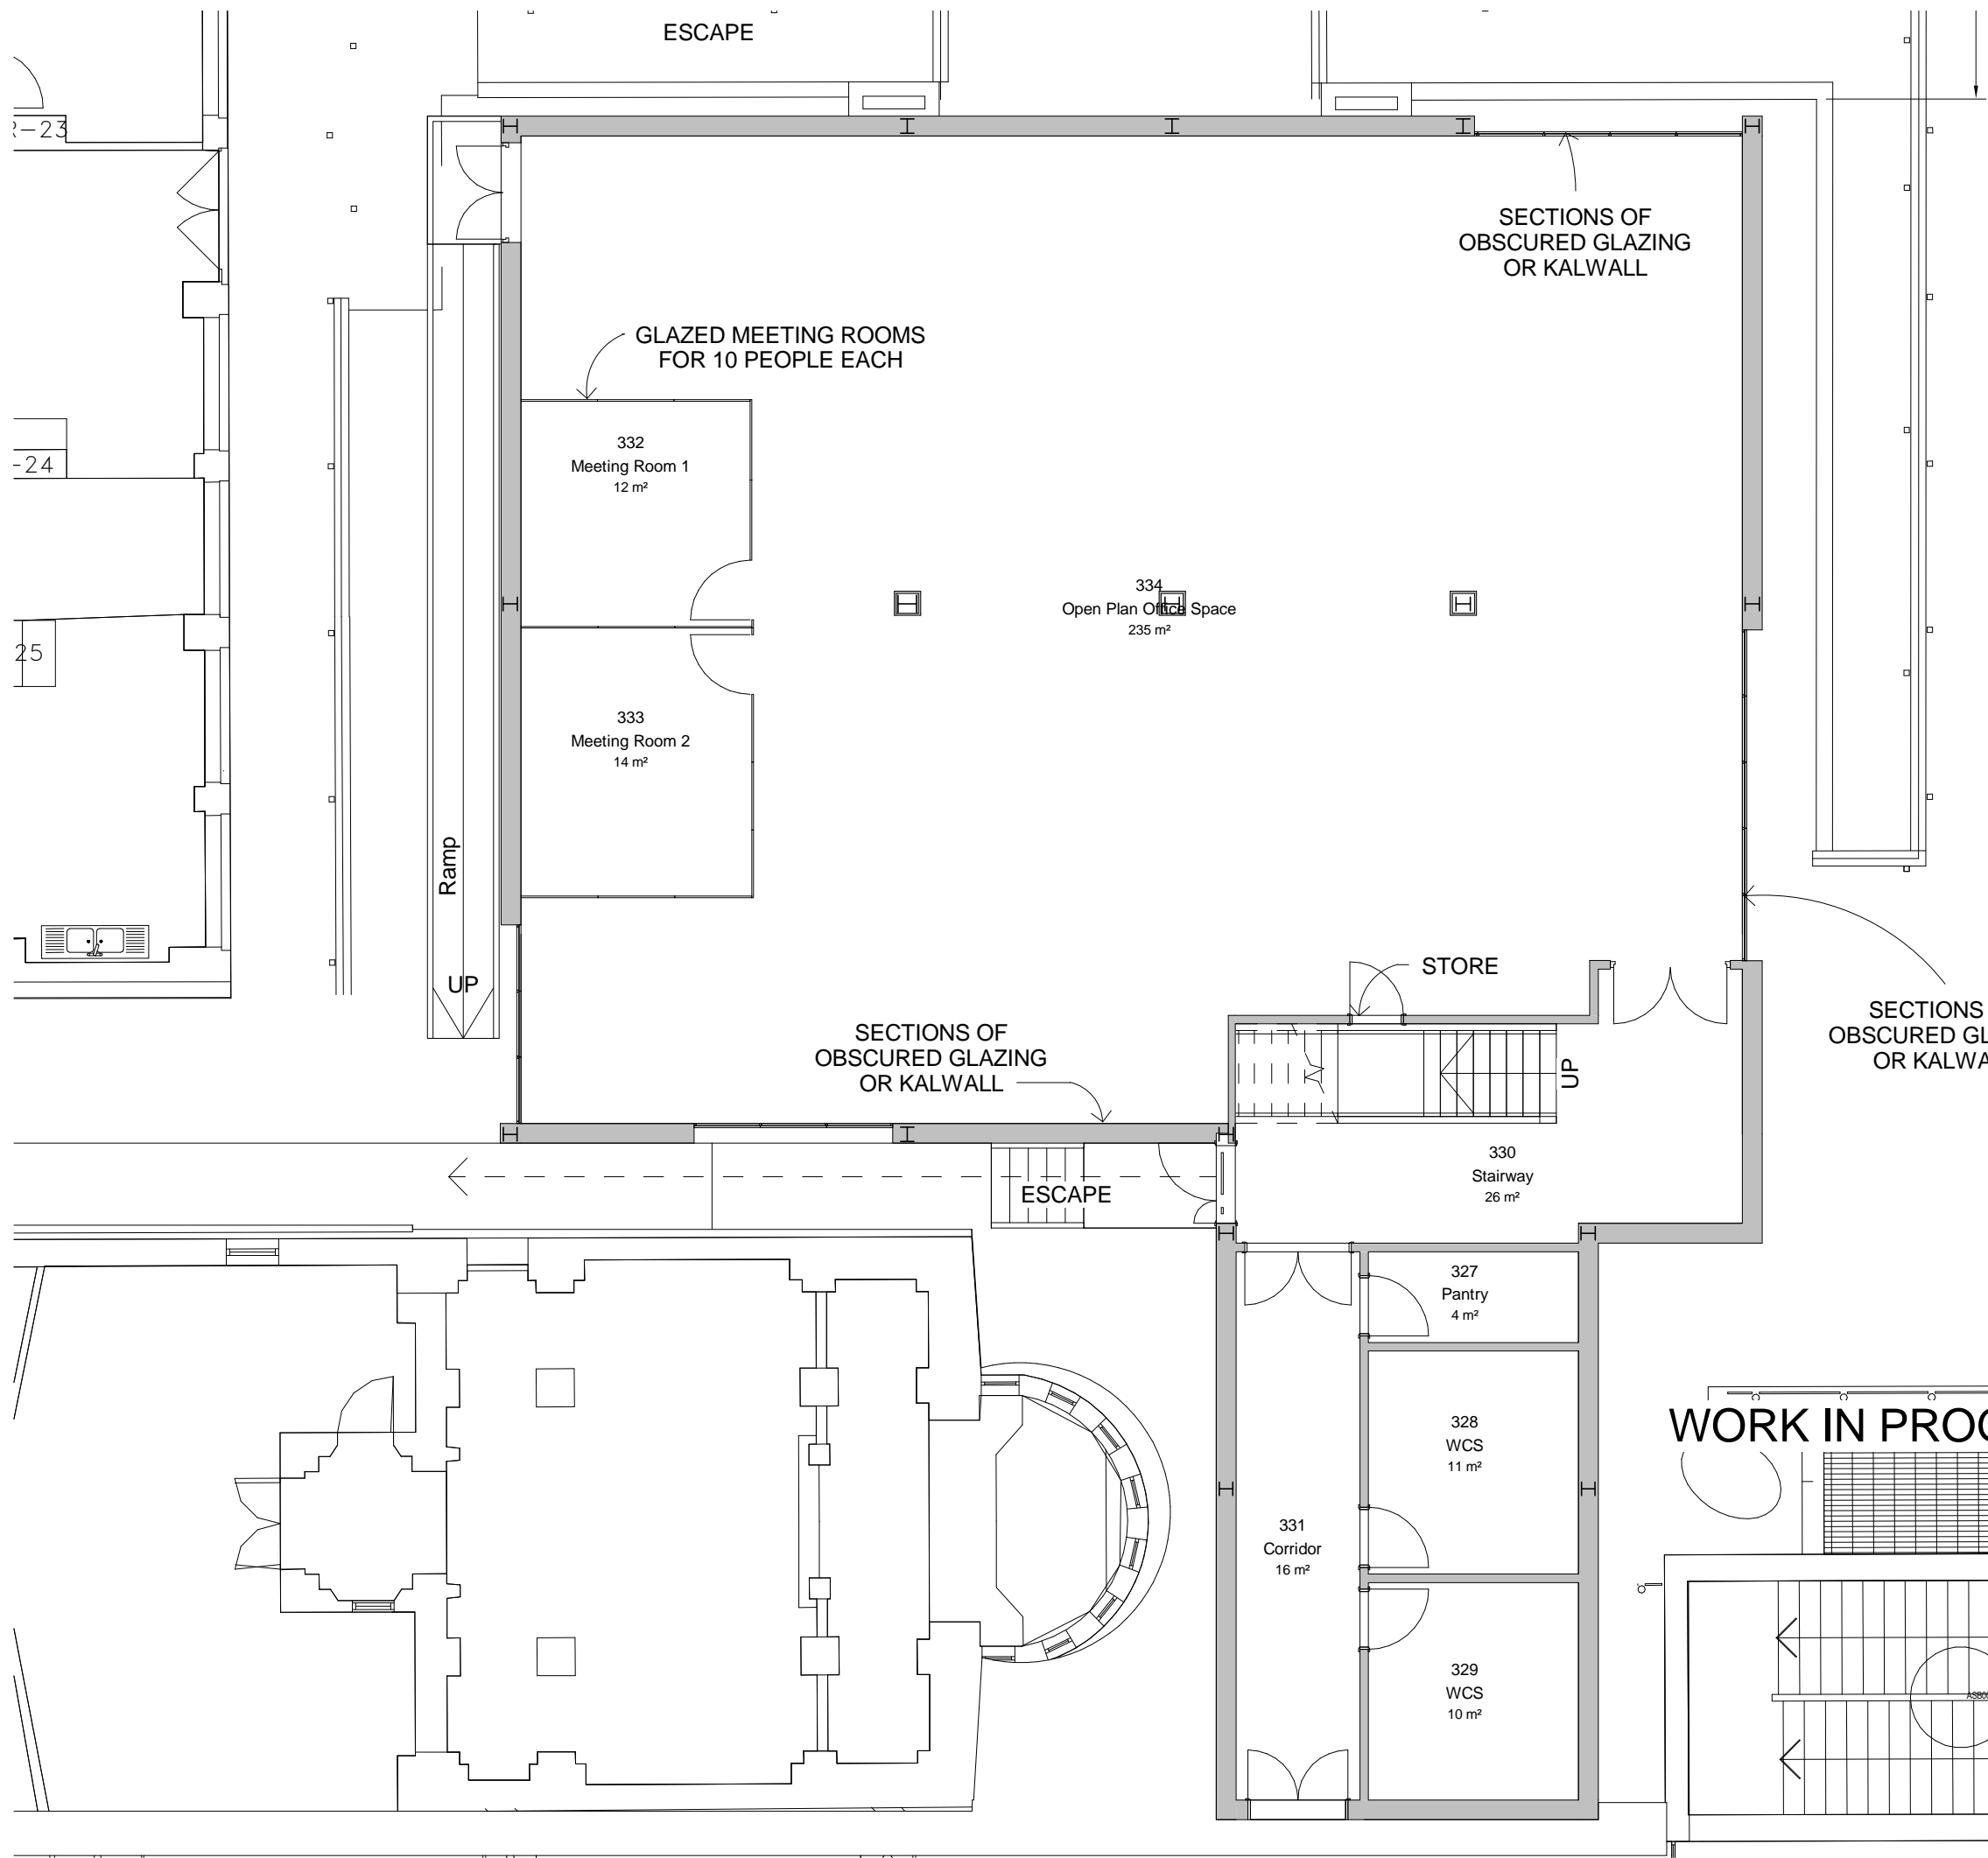 ESCAPE
R-23
SECTIONS OF
OBSCURED GLAZING
OR KALWALL
GLAZED MEETING ROOMS
FOR 10 PEOPLE EACH
332
Meeting Room 1
12 m²
-24
334
Open Plan Office Space
235 m²
25
333
Meeting Room 2
14 m²
Ramp
UP
STORE
SECTIONS
OBSCURED GL
OR KALWA
SECTIONS OF
OBSCURED GLAZING
OR KALWALL
UP
330
Stairway
26 m²
ESCAPE
327
Pantry
4 m²
WORK IN PROG
328
WCS
11 m²
331
Corridor
16 m²
329
WCS
10 m²